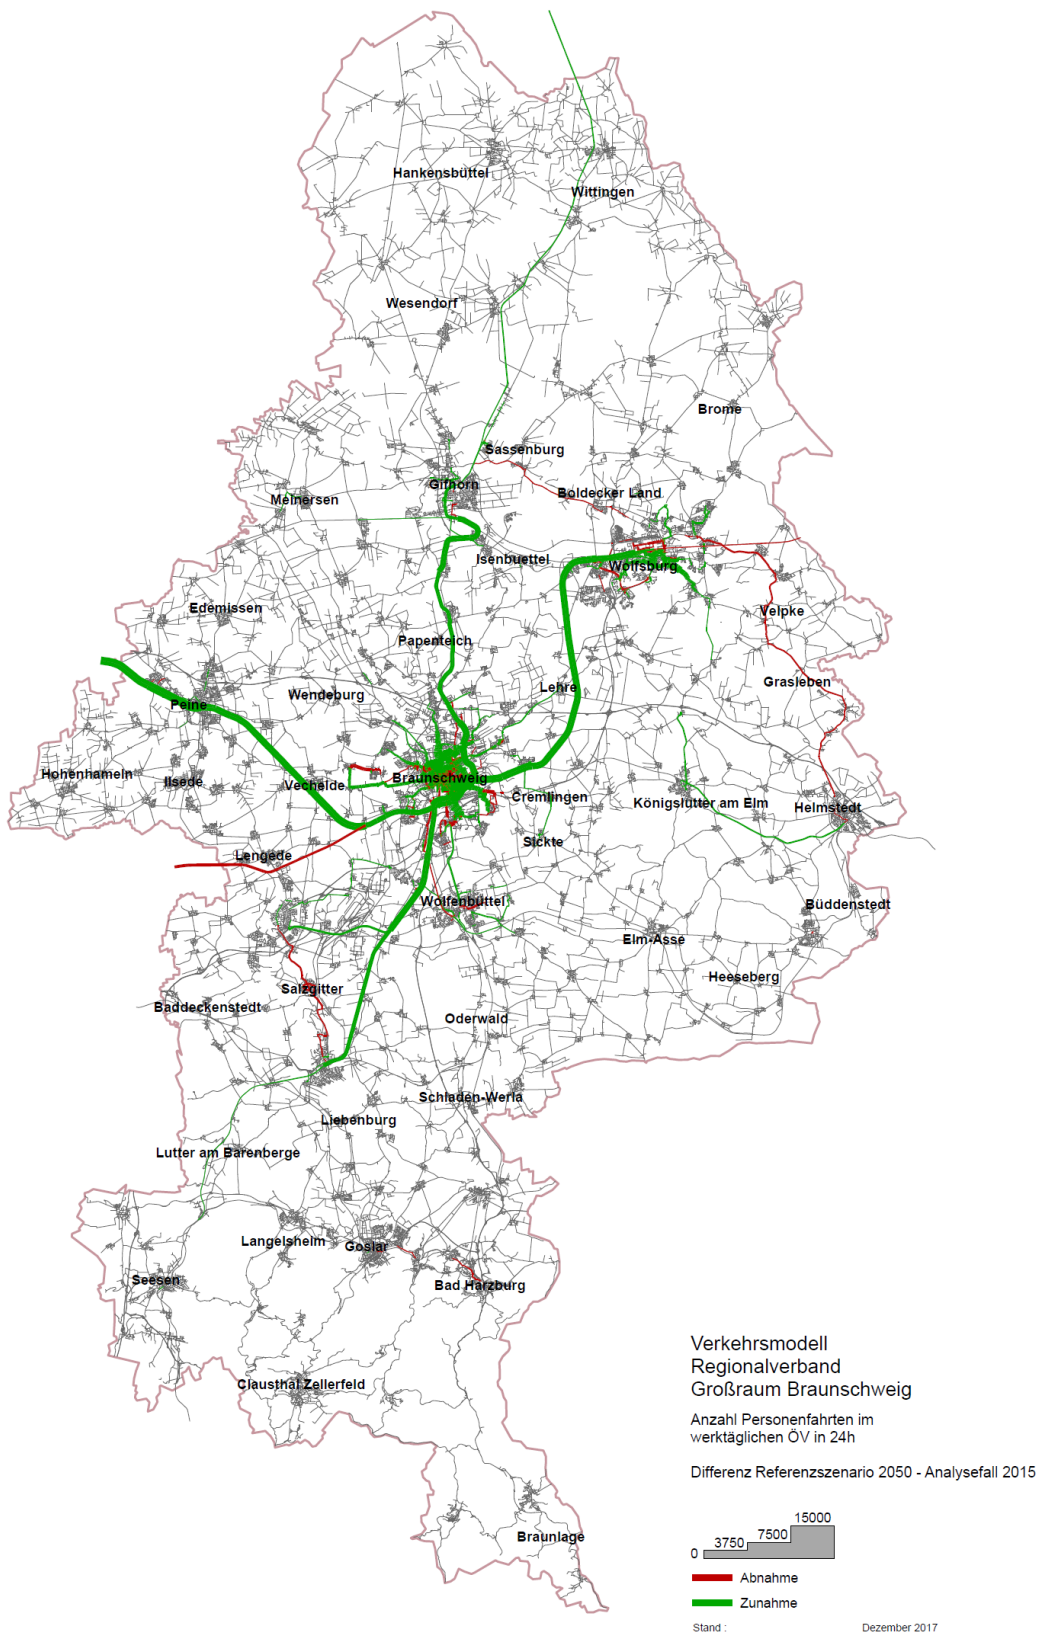 Hankensbüttel
Wittingen
Wesendorf
Brome
Sassenburg
Gifhorn
Boldecker Land
Meinersen
Isenbuettel
Wolfsburg
Edemissen
Velpke
Papenteich
Grasleben
Lehre
Wendeburg
Peine
Hohenhameln
Ilsede
Vechelde
Braunschweig
Cremlingen
Königslutter am Elm
Helmstedt
Sickte
Lengede
Wolfenbüttel
Büddenstedt
Elm-Asse
Heeseberg
Salzgitter
Baddeckenstedt
Oderwald
Schladen-Werla
Liebenburg
Lutter am Barenberge
Langelsheim
Goslar
Seesen
Bad Harzburg
Clausthal Zellerfeld
Braunlage
Verkehrsmodell
Regionalverband
Großraum Braunschweig
Anzahl Personenfahrten im
werktäglichen ÖV in 24h
Differenz Referenzszenario 2050 - Analysefall 2015
0 3750 7500 15000
Abnahme
Zunahme
Stand : Dezember 2017